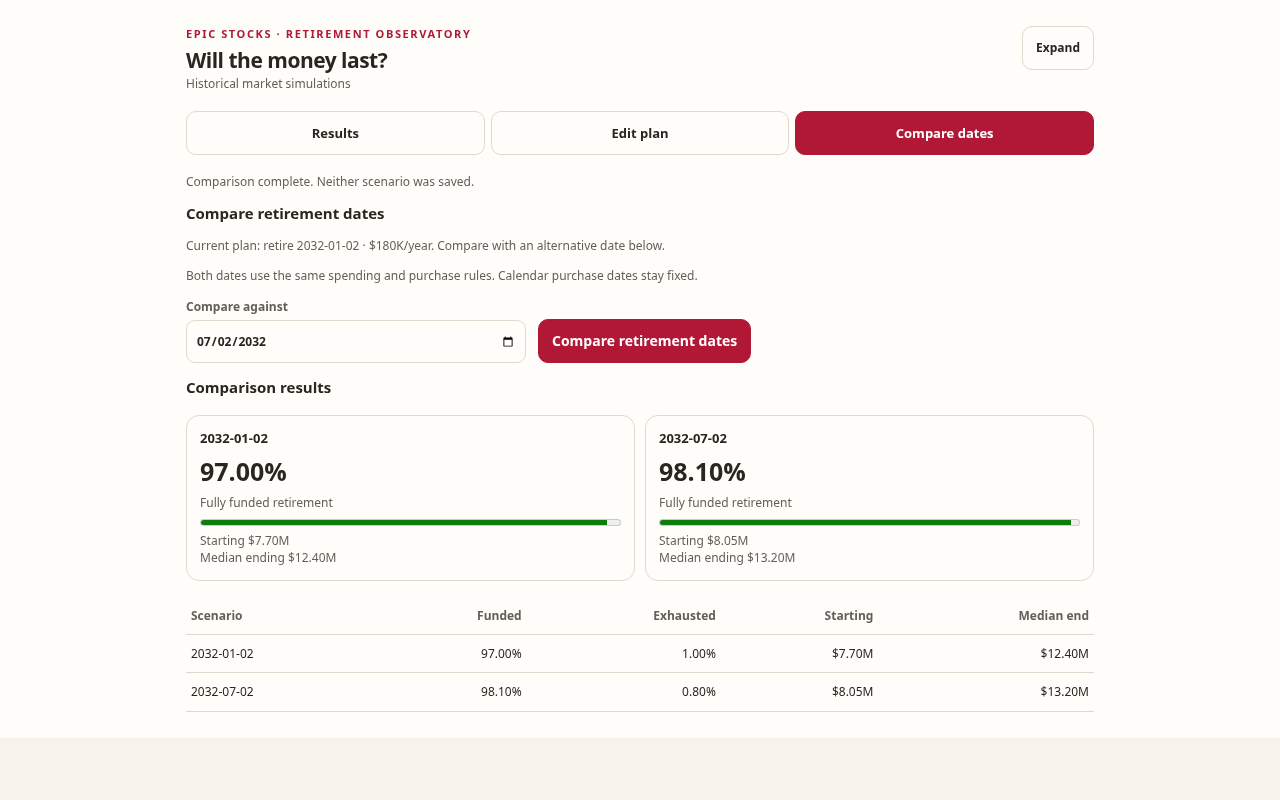 EPIC STOCKS · RETIREMENT OBSERVATORY
Will the money last?
Historical market simulations
Expand
Results
Edit plan
Compare dates
Comparison complete. Neither scenario was saved.
Compare retirement dates
Current plan: retire 2032-01-02 · $180K/year. Compare with an alternative date below.
Both dates use the same spending and purchase rules. Calendar purchase dates stay fixed.
Compare against
07/02/2032
Compare retirement dates
Comparison results
2032-01-02
97.00%
Fully funded retirement
Starting $7.70M
Median ending $12.40M
2032-07-02
98.10%
Fully funded retirement
Starting $8.05M
Median ending $13.20M
Scenario Funded Exhausted Starting Median end
2032-01-02 97.00% 1.00% $7.70M $12.40M
2032-07-02 98.10% 0.80% $8.05M $13.20M